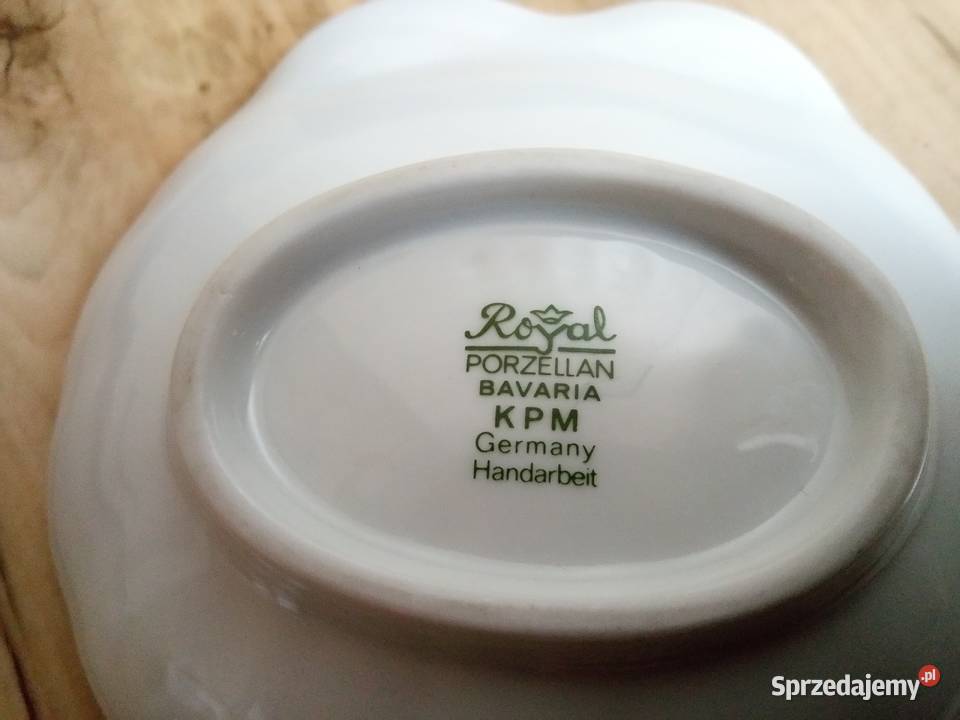 Royal
PORZELLAN
BAVARIA
KPM
Germany
Handarbeit
Sprzedajemy.pl